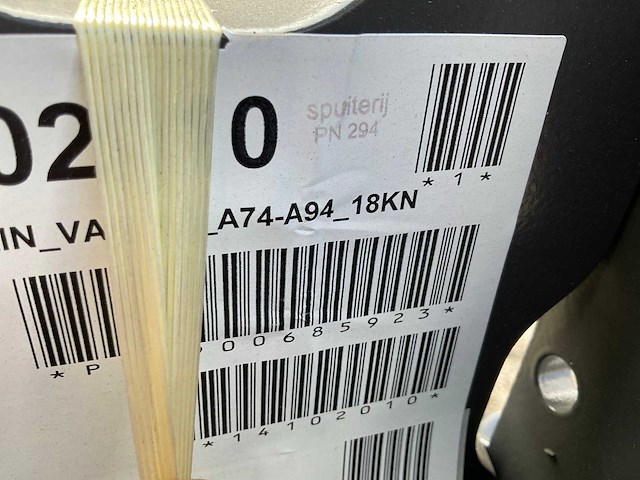 02 0
spuiterij
PN 294
*1*
IN_VA _A74-A94_18KN
*P 00685923*
*14102010*